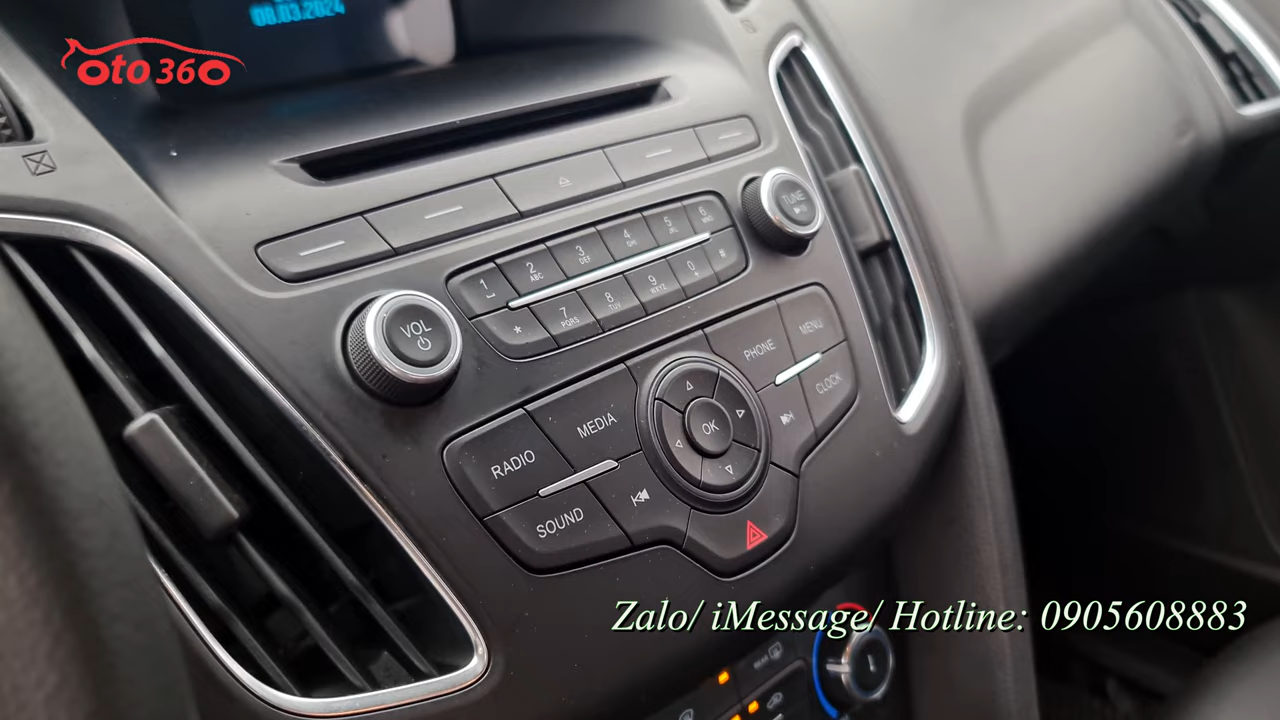 08.03.2024
oto360
TUNE
1
2 ABC
3 DEF
4 GHI
5 JKL
6 MNO
VOL
*
7 PQRS
8 TUV
9 WXYZ
0 +
#
PHONE
MENU
CLOCK
RADIO
MEDIA
OK
SOUND
Zalo/ iMessage/ Hotline: 0905608883